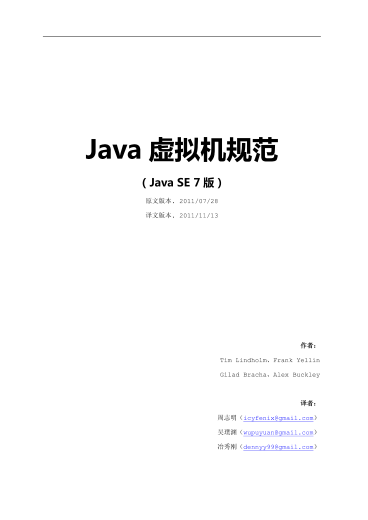 Java 虚拟机规范
（Java SE 7 版）
原文版本, 2011/07/28
译文版本, 2011/11/13
作者：
Tim Lindholm、Frank Yellin
Gilad Bracha、Alex Buckley
译者：
周志明（icyfenix@gmail.com）
吴璞渊（wupuyuan@gmail.com）
冶秀刚（dennyy99@gmail.com）